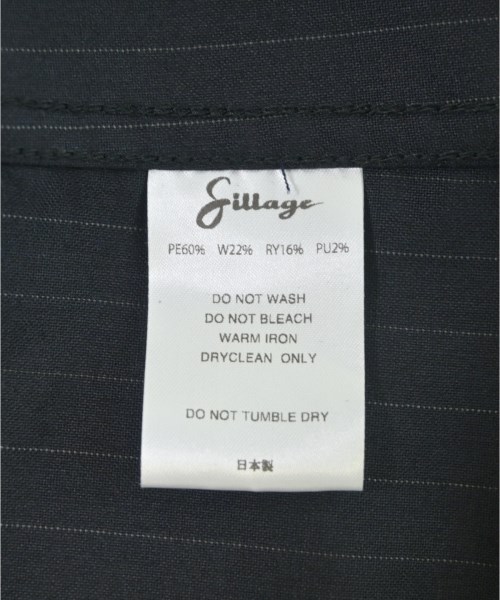 Sillage
PE60% W22% RY16% PU2%
DO NOT WASH
DO NOT BLEACH
WARM IRON
DRYCLEAN ONLY
DO NOT TUMBLE DRY
日本製